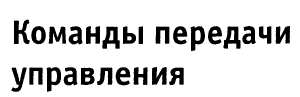 Команды передачи
управления